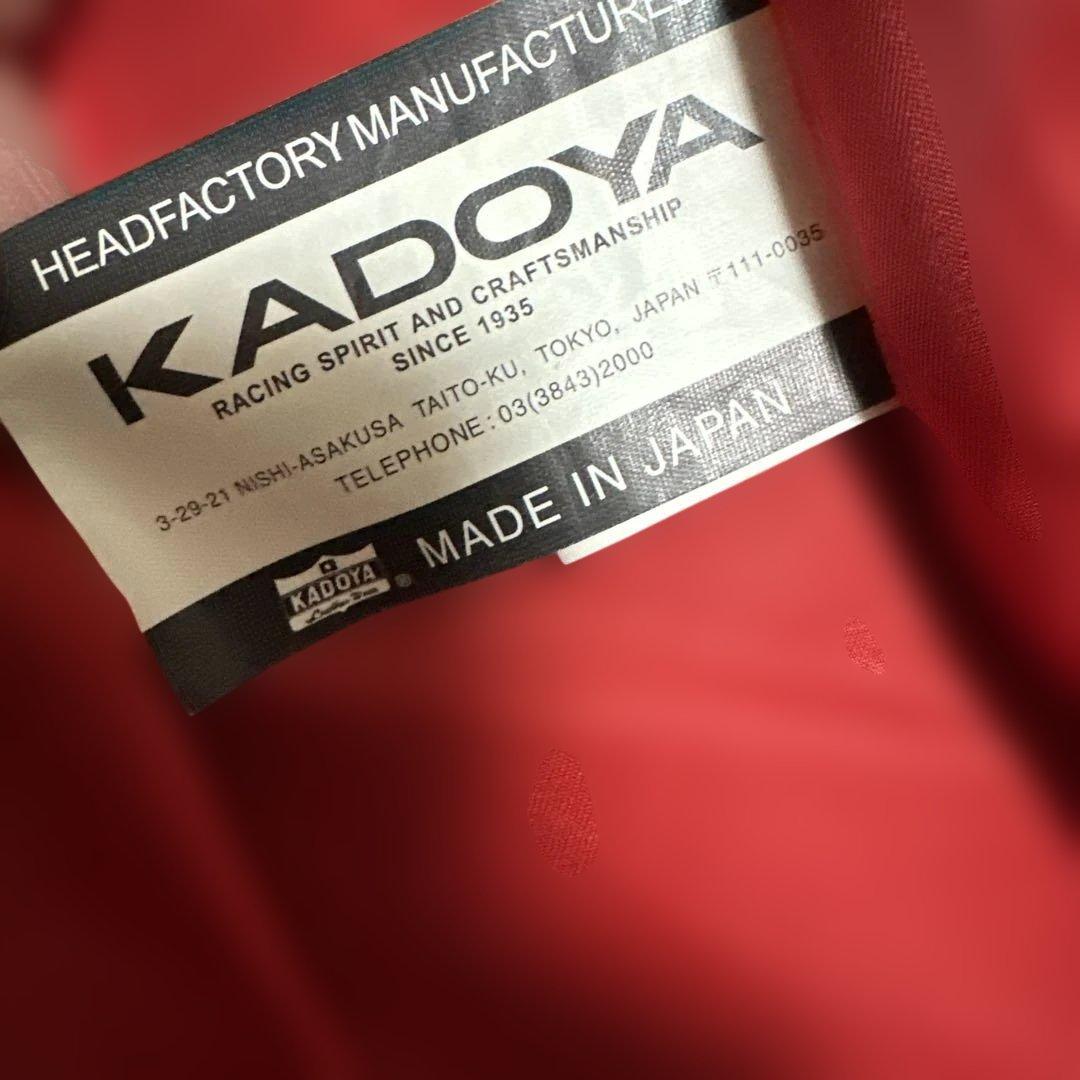 HEADFACTORY MANUFACTURED
KADOYA
RACING SPIRIT AND CRAFTSMANSHIP
SINCE 1935
3-29-21 NISHI-ASAKUSA TAITO-KU, TOKYO, JAPAN 〒111-0035
TELEPHONE : 03(3843)2000
KADOYA ® MADE IN JAPAN